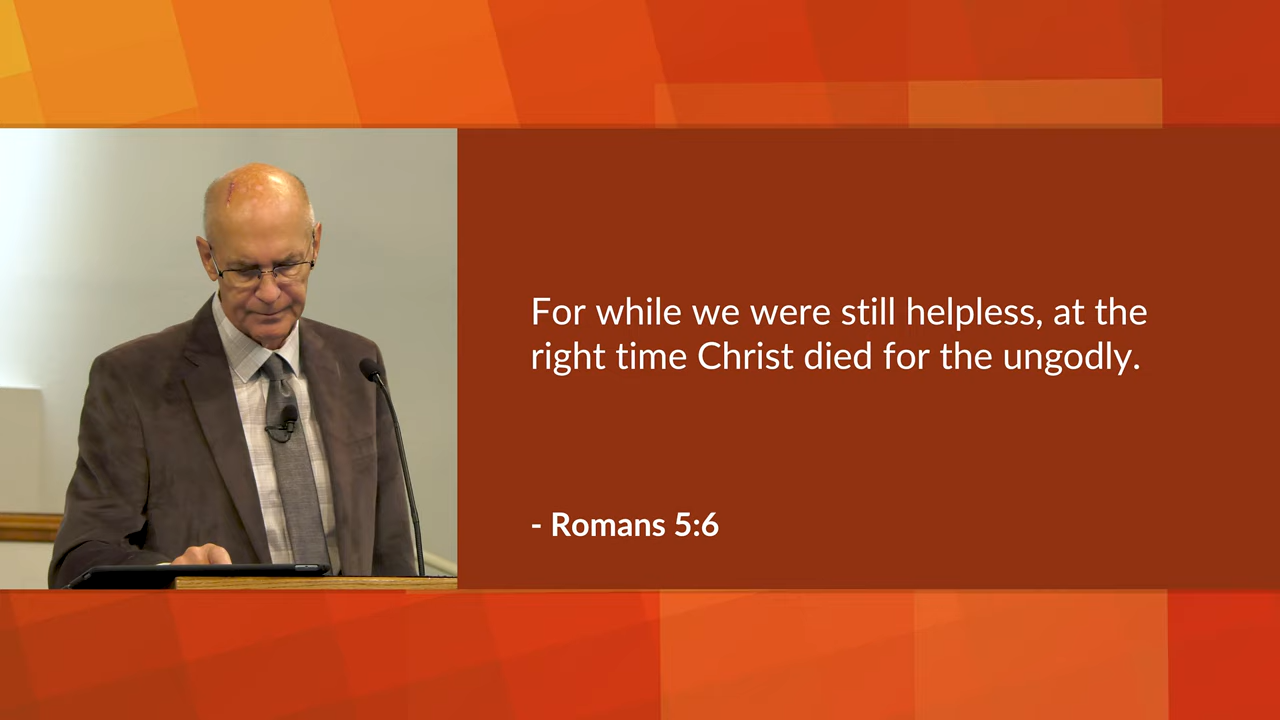 For while we were still helpless, at the
right time Christ died for the ungodly.
- Romans 5:6